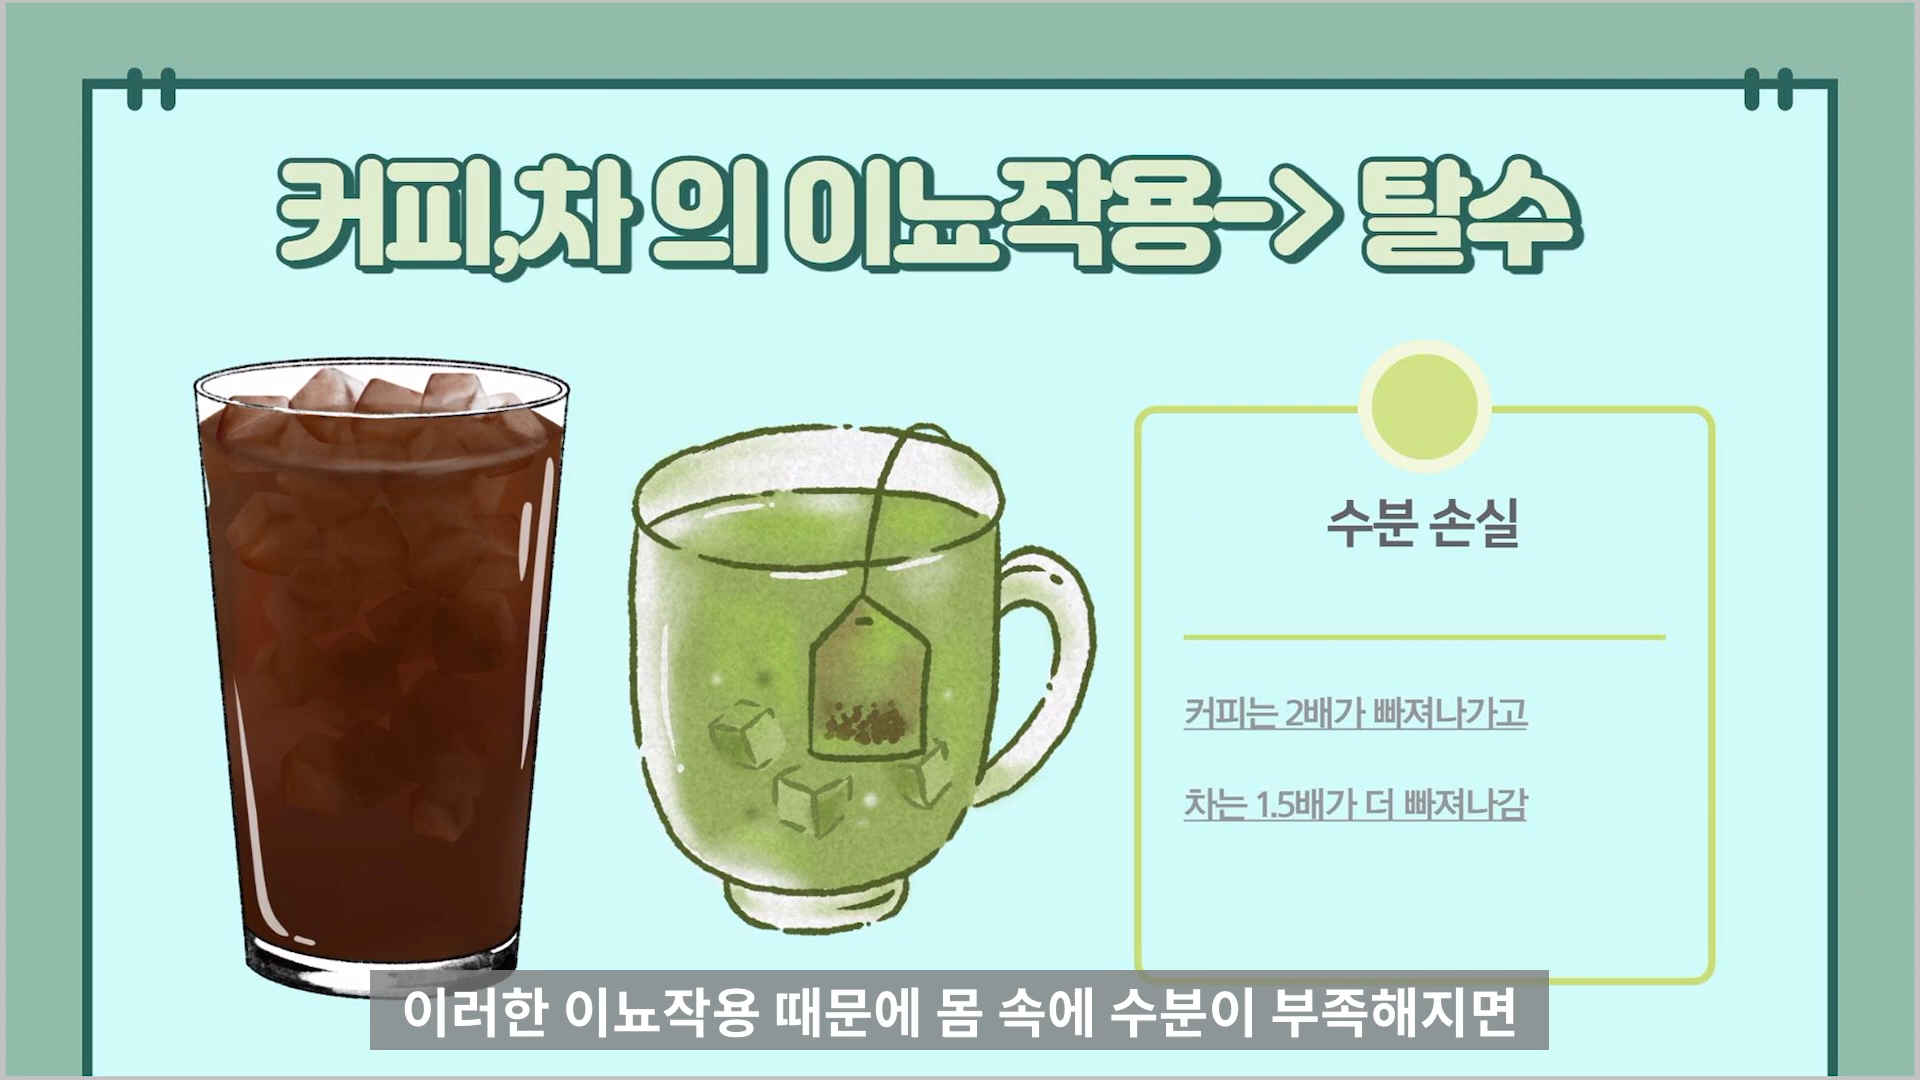 커피,차 의 이뇨작용-> 탈수
수분 손실
커피는 2배가 빠져나가고
차는 1.5배가 더 빠져나감
이러한 이뇨작용 때문에 몸 속에 수분이 부족해지면